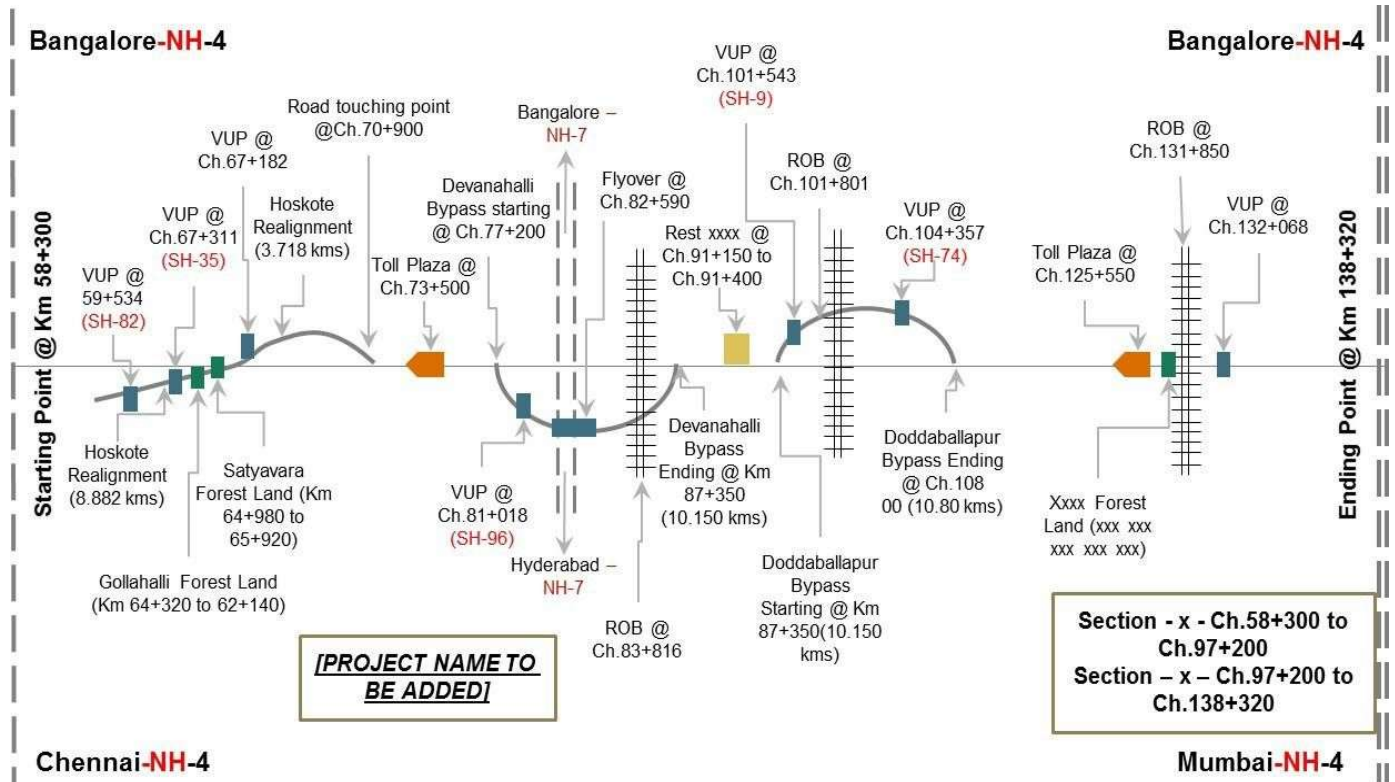 Bangalore-NH-4
Bangalore-NH-4
Starting Point @ Km 58+300
VUP @
59+534
(SH-82)
VUP @
Ch.67+311
(SH-35)
VUP @
Ch.67+182
Hoskote
Realignment
(3.718 kms)
Road touching point
@Ch.70+900
Toll Plaza @
Ch.73+500
Devanahalli
Bypass starting
@ Ch.77+200
Bangalore –
NH-7
Flyover @
Ch.82+590
Rest xxxx @
Ch.91+150 to
Ch.91+400
VUP @
Ch.101+543
(SH-9)
ROB @
Ch.101+801
VUP @
Ch.104+357
(SH-74)
Toll Plaza @
Ch.125+550
ROB @
Ch.131+850
VUP @
Ch.132+068
Ending Point @ Km 138+320
Hoskote
Realignment
(8.882 kms)
Satyavara
Forest Land (Km
64+980 to
65+920)
Gollahalli Forest Land
(Km 64+320 to 62+140)
VUP @
Ch.81+018
(SH-96)
Hyderabad –
NH-7
ROB @
Ch.83+816
Devanahalli
Bypass
Ending @ Km
87+350
(10.150 kms)
Doddaballapur
Bypass
Starting @ Km
87+350(10.150
kms)
Doddaballapur
Bypass Ending
@ Ch.108
00 (10.80 kms)
Xxxx Forest
Land (xxx xxx
xxx xxx xxx)
[PROJECT NAME TO
BE ADDED]
Section - x - Ch.58+300 to
Ch.97+200
Section – x – Ch.97+200 to
Ch.138+320
Chennai-NH-4
Mumbai-NH-4